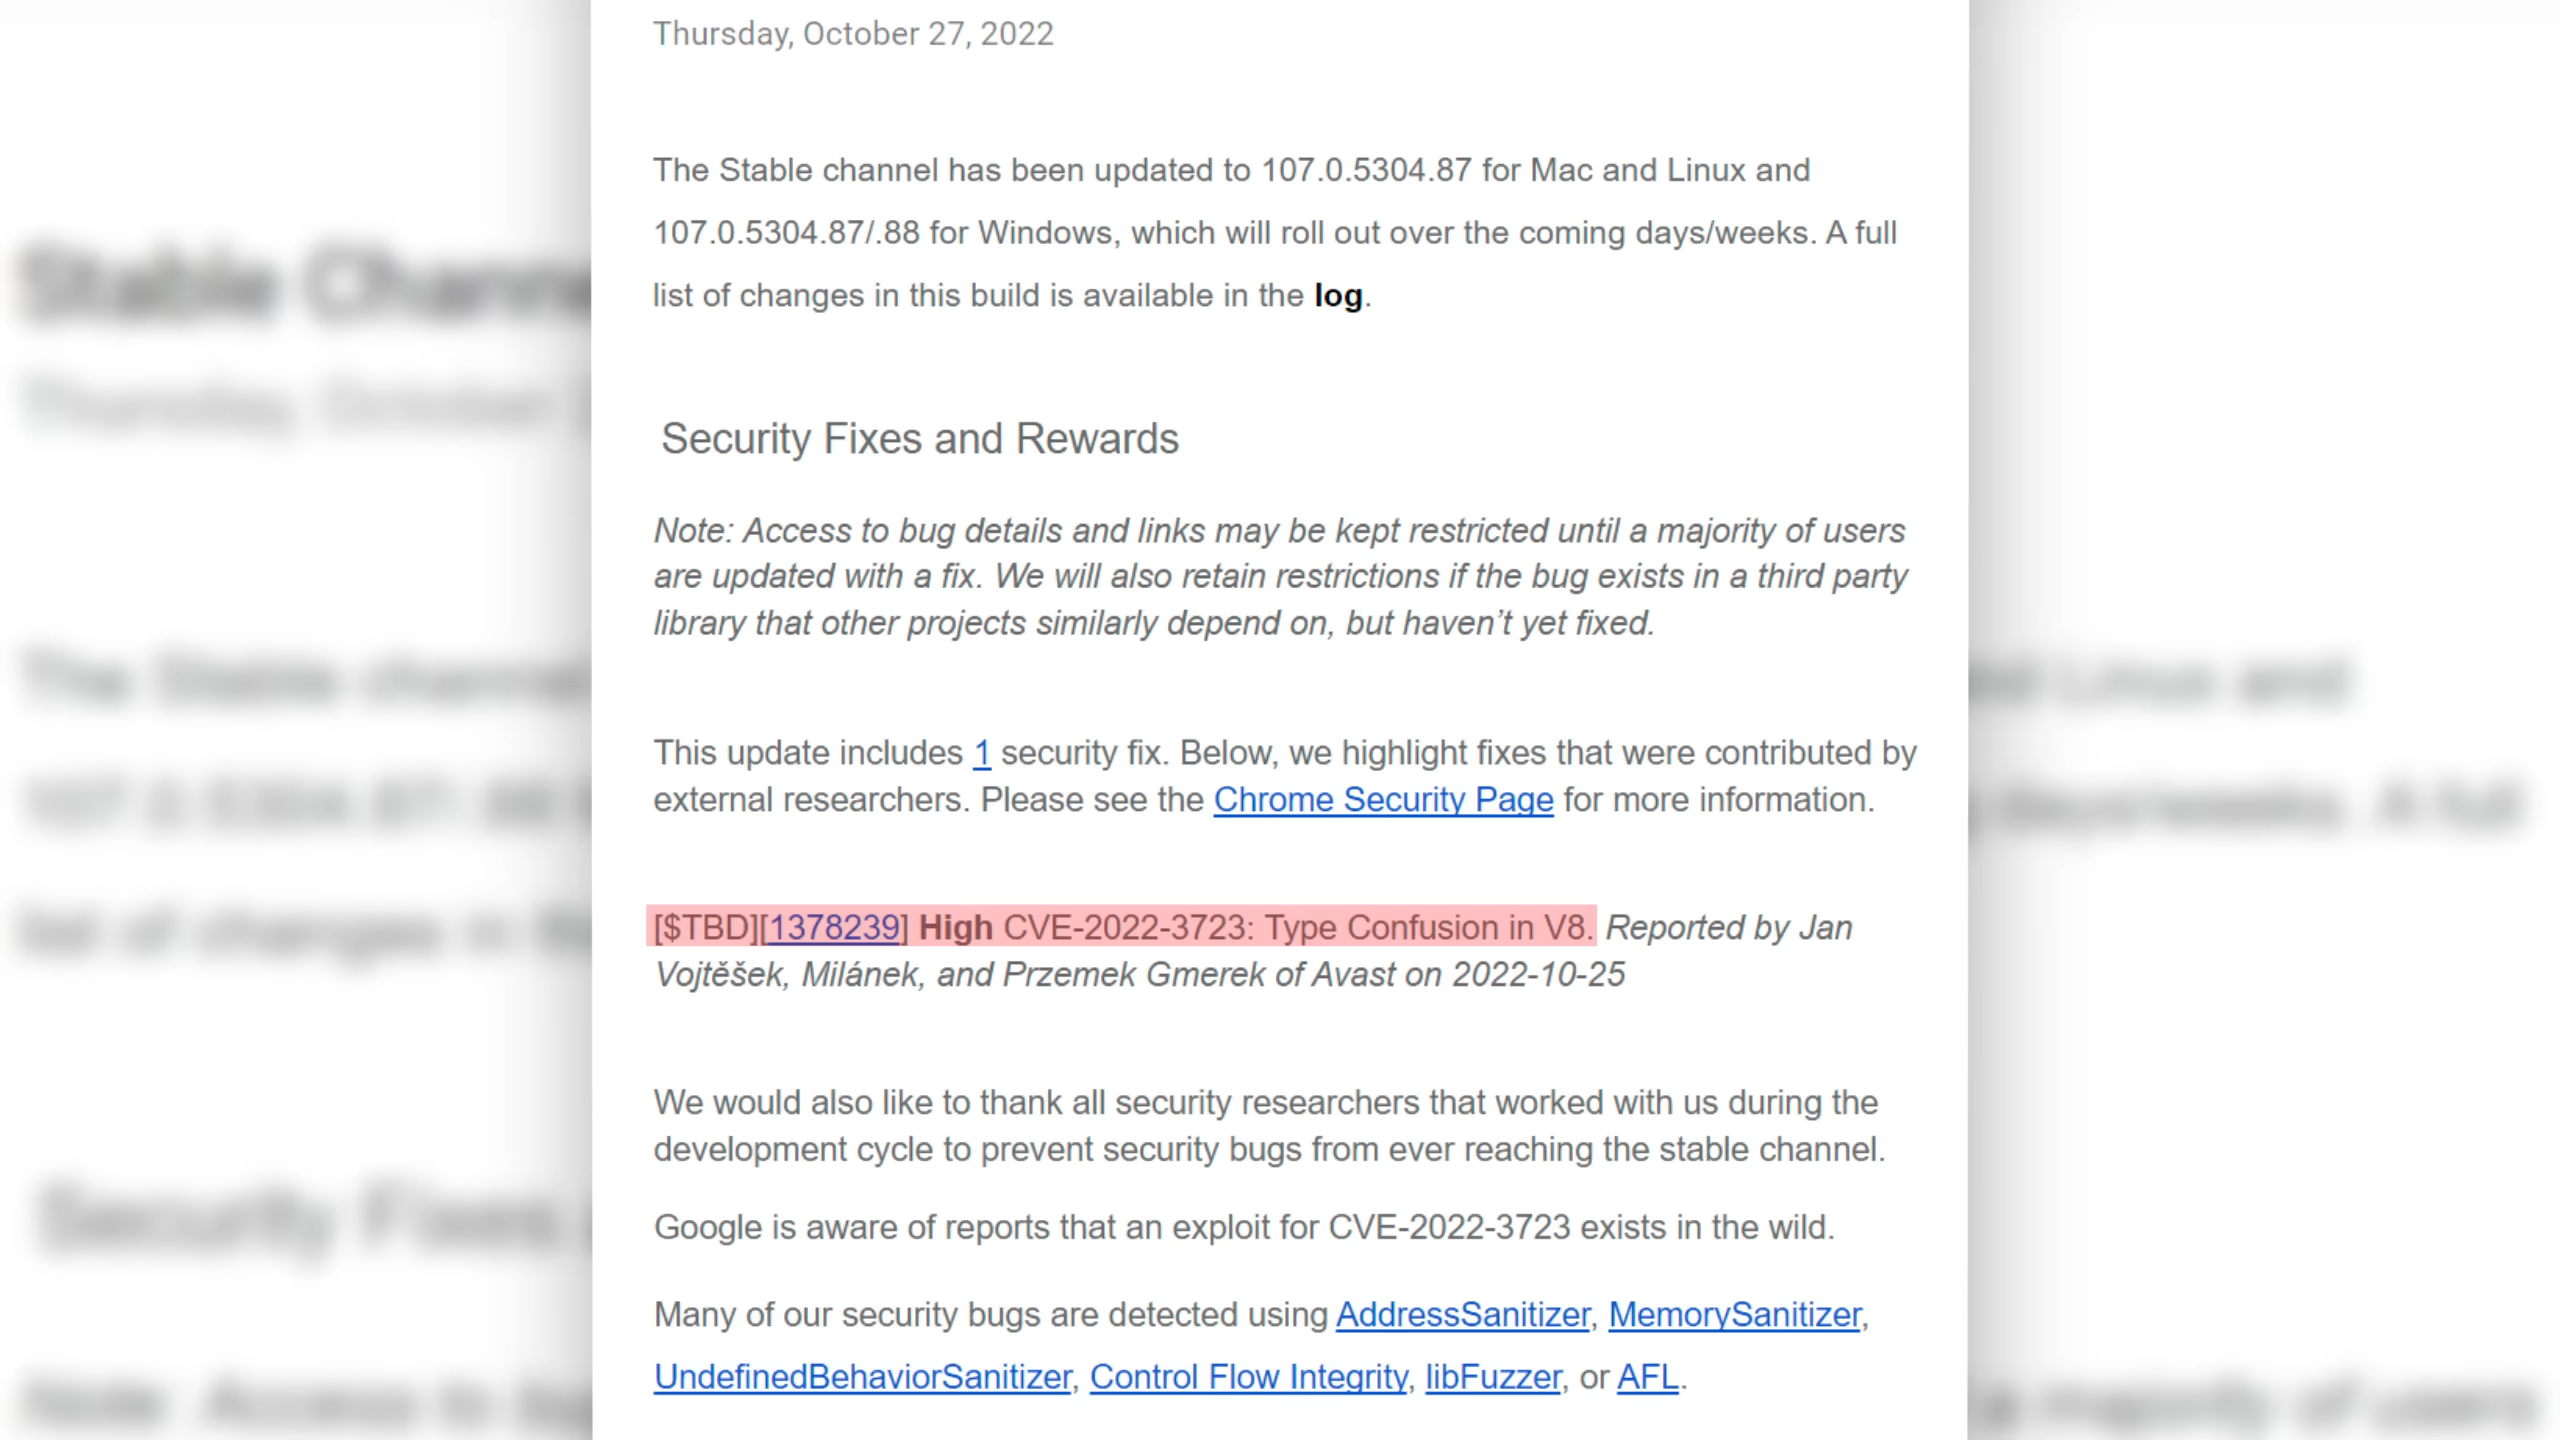 Thursday, October 27, 2022
The Stable channel has been updated to 107.0.5304.87 for Mac and Linux and
107.0.5304.87/.88 for Windows, which will roll out over the coming days/weeks. A full
list of changes in this build is available in the log.
Security Fixes and Rewards
Note: Access to bug details and links may be kept restricted until a majority of users
are updated with a fix. We will also retain restrictions if the bug exists in a third party
library that other projects similarly depend on, but haven’t yet fixed.
This update includes 1 security fix. Below, we highlight fixes that were contributed by
external researchers. Please see the Chrome Security Page for more information.
[$TBD][1378239] High CVE-2022-3723: Type Confusion in V8. Reported by Jan
Vojtěšek, Milánek, and Przemek Gmerek of Avast on 2022-10-25
We would also like to thank all security researchers that worked with us during the
development cycle to prevent security bugs from ever reaching the stable channel.
Google is aware of reports that an exploit for CVE-2022-3723 exists in the wild.
Many of our security bugs are detected using AddressSanitizer, MemorySanitizer,
UndefinedBehaviorSanitizer, Control Flow Integrity, libFuzzer, or AFL.